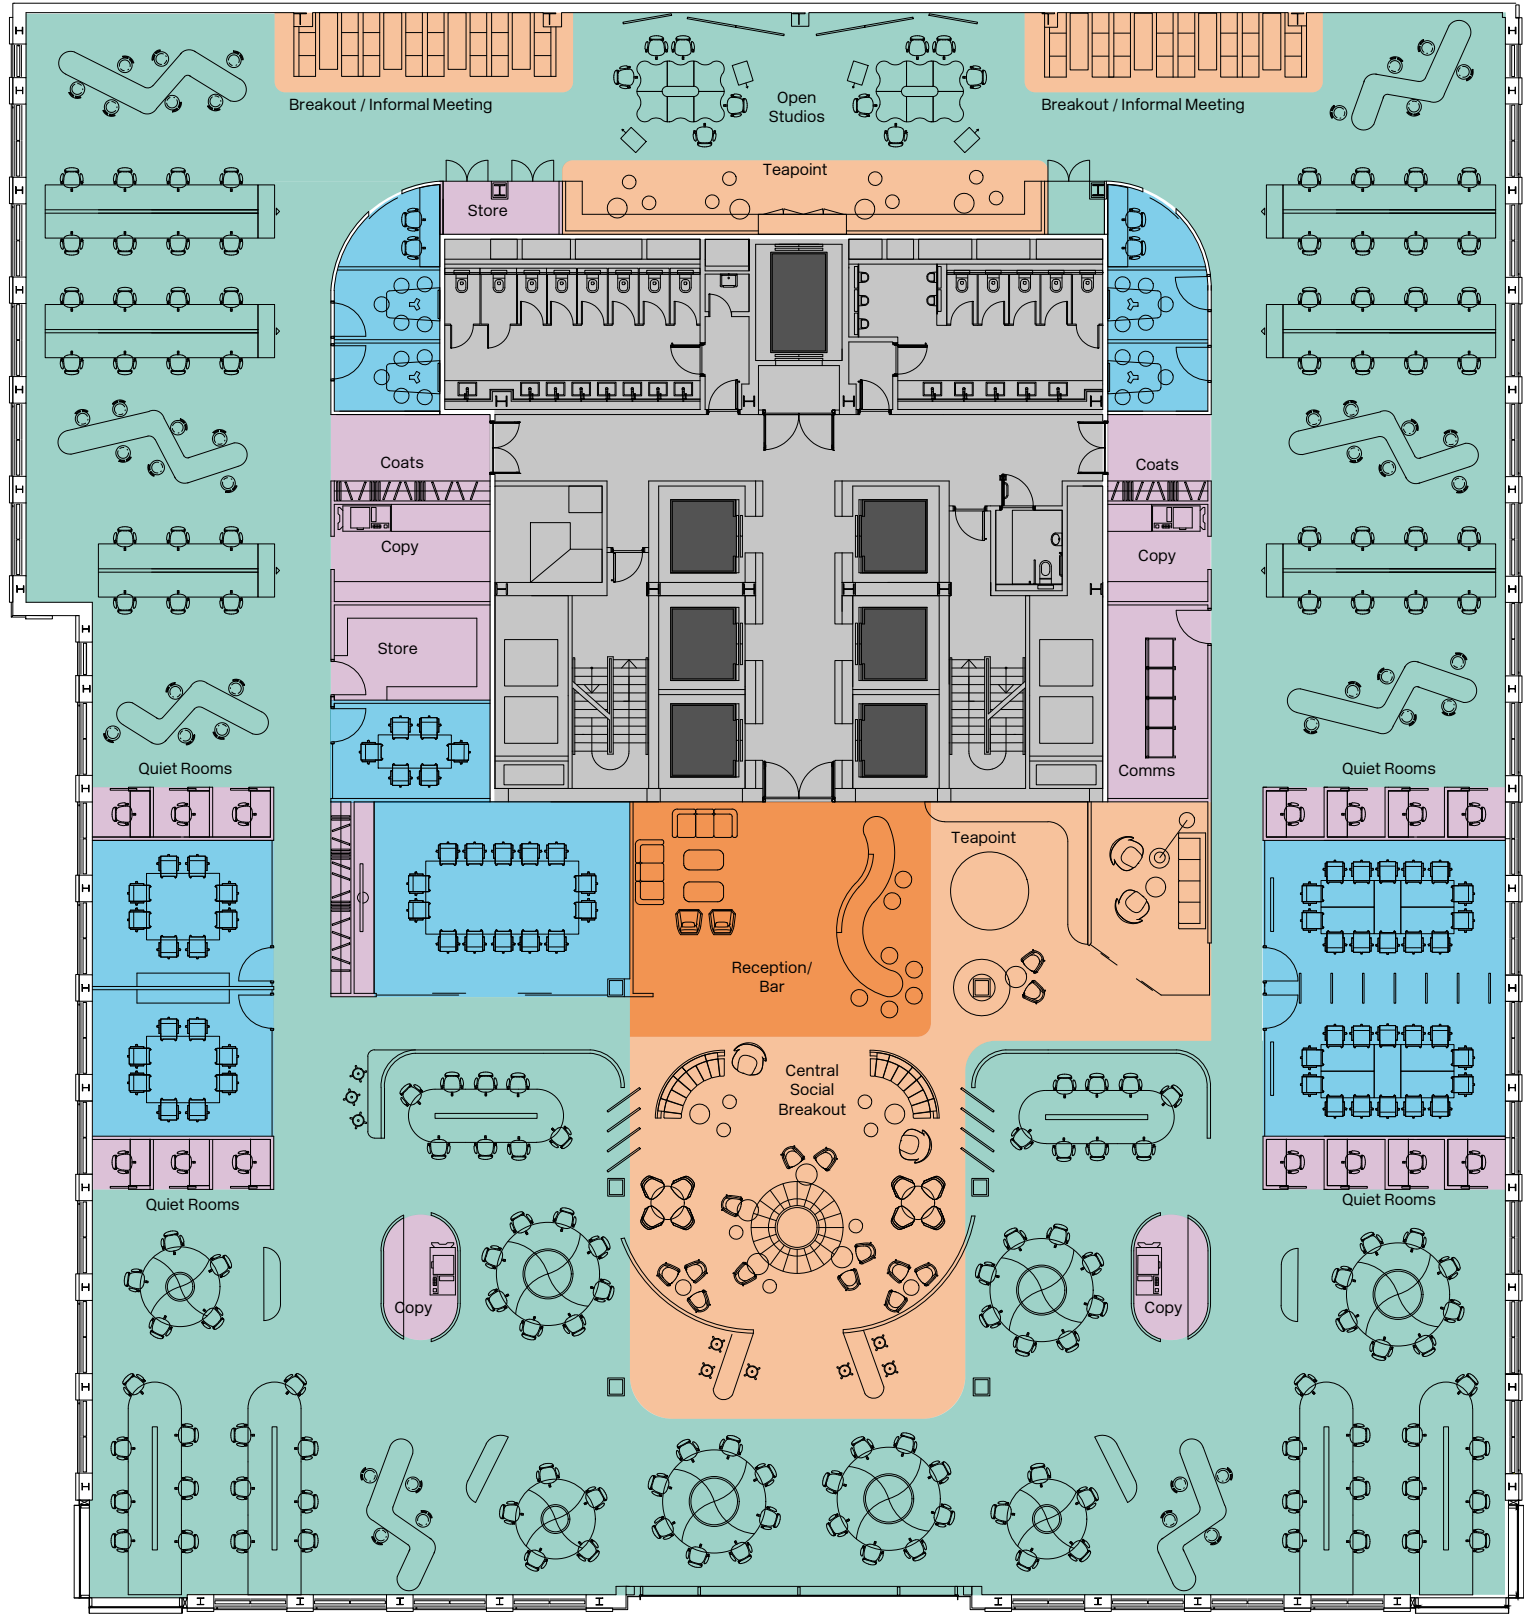 Breakout / Informal Meeting
Open
Studios
Breakout / Informal Meeting
Teapoint
Store
Coats
Coats
Copy
Copy
Store
Comms
Quiet Rooms
Quiet Rooms
Teapoint
Reception/
Bar
Central
Social
Breakout
Quiet Rooms
Quiet Rooms
Copy
Copy